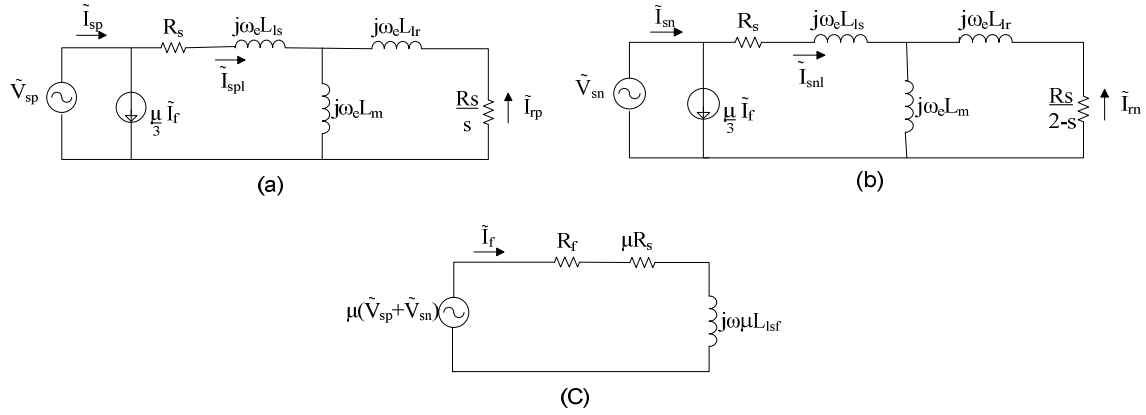 Ĩsp
Rs
jωeLls
jωeLlr
Ĩspl
Ṽsp
μ/3 Ĩf
jωeLm
Rs/s
Ĩrp
(a)
Ĩsn
Rs
jωeLls
jωeLlr
Ĩsnl
Ṽsn
μ/3 Ĩf
jωeLm
Rs/2-s
Ĩrn
(b)
Ĩf
Rf
μRs
μ(Ṽsp+Ṽsn)
jωμLlsf
(C)